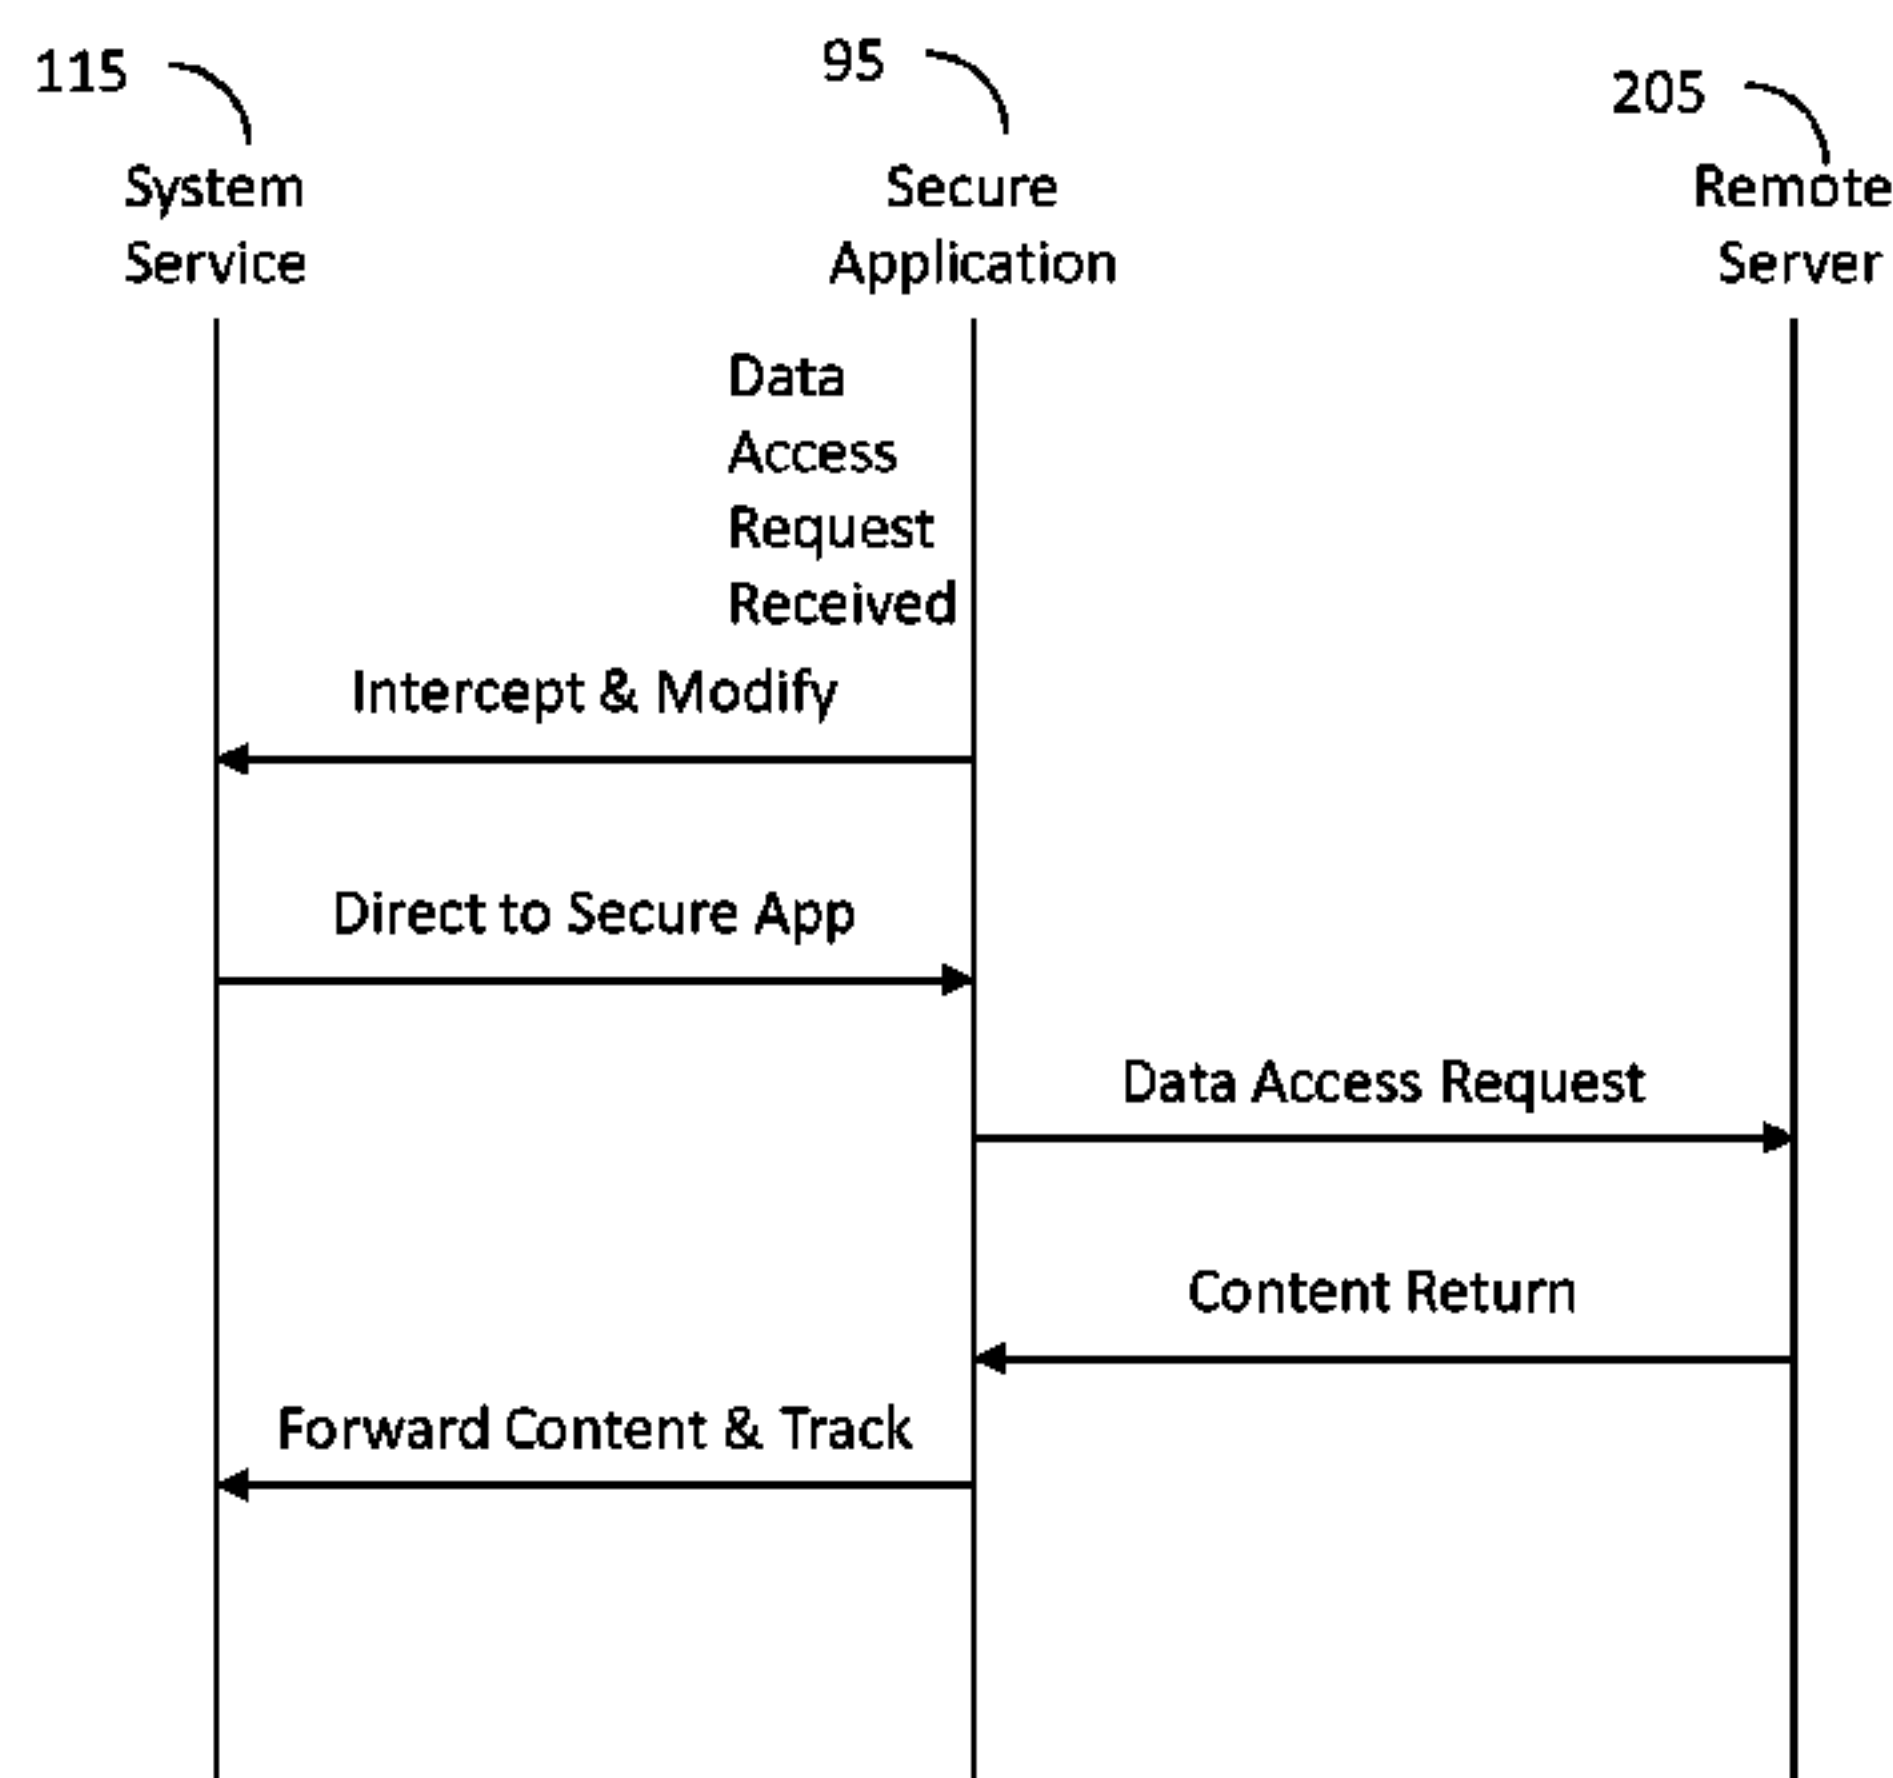 115
95
205
System
Service
Secure
Application
Remote
Server
Data
Access
Request
Received
Intercept & Modify
Direct to Secure App
Data Access Request
Content Return
Forward Content & Track